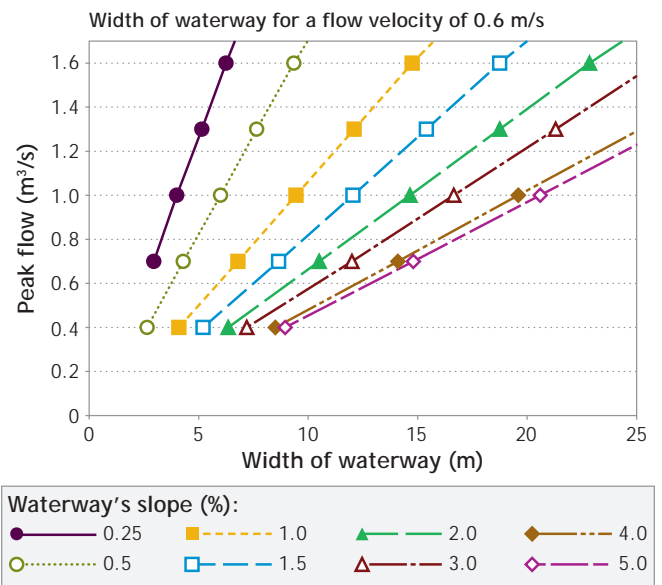 Width of waterway for a flow velocity of 0.6 m/s
Peak flow (m³/s)
1.6
1.4
1.2
1.0
0.8
0.6
0.4
0.2
0
0 5 10 15 20 25
Width of waterway (m)
Waterway's slope (%):
0.25 1.0 2.0 4.0
0.5 1.5 3.0 5.0